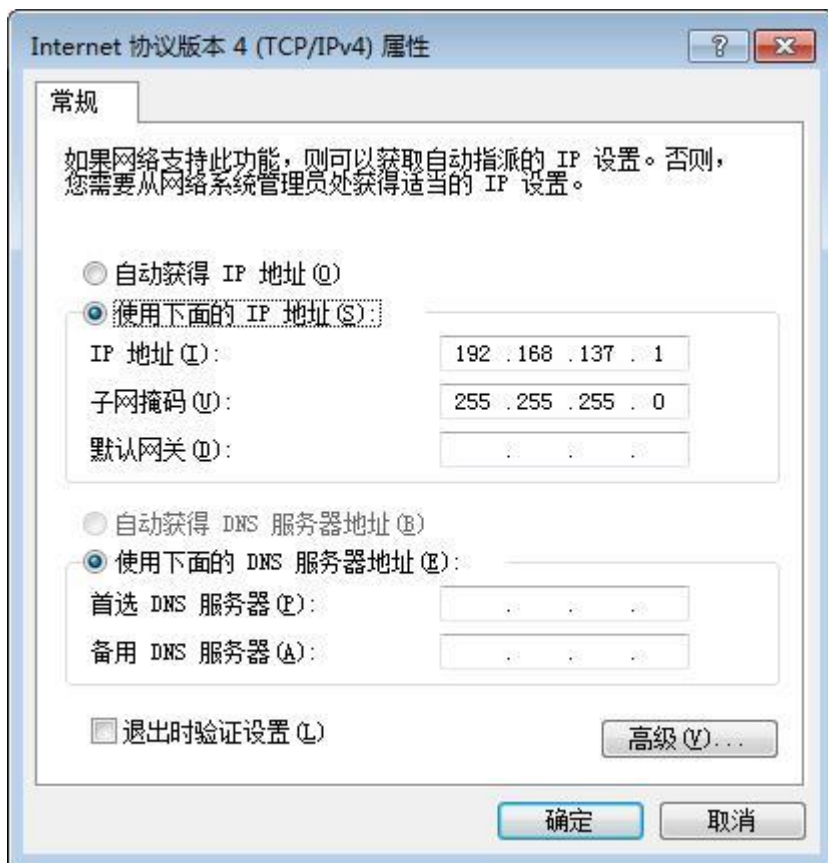 Internet 协议版本 4 (TCP/IPv4) 属性
常规
如果网络支持此功能，则可以获取自动指派的 IP 设置。否则，
您需要从网络系统管理员处获得适当的 IP 设置。
自动获得 IP 地址(O)
使用下面的 IP 地址(S):
IP 地址(I): 192 .168 .137 . 1
子网掩码(U): 255 .255 .255 . 0
默认网关(D): . . .
自动获得 DNS 服务器地址(B)
使用下面的 DNS 服务器地址(E):
首选 DNS 服务器(P): . . .
备用 DNS 服务器(A): . . .
退出时验证设置(L)
高级(V)...
确定 取消